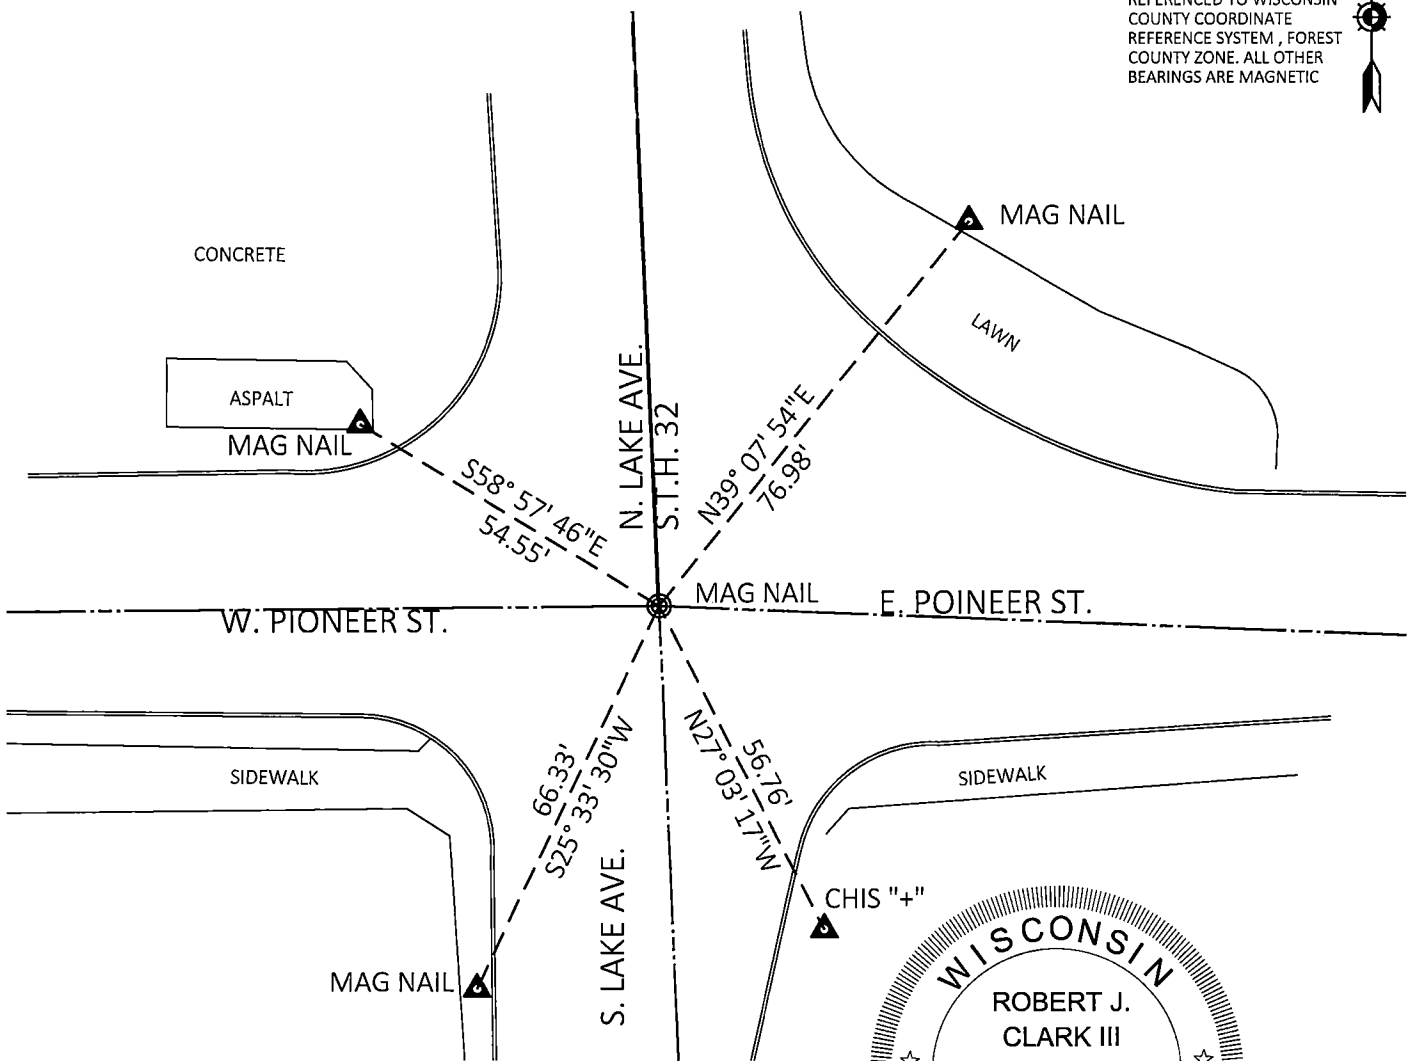 REFERENCED TO WISCONSIN
COUNTY COORDINATE
REFERENCE SYSTEM , FOREST
COUNTY ZONE. ALL OTHER
BEARINGS ARE MAGNETIC
MAG NAIL
CONCRETE
LAWN
ASPALT
MAG NAIL
N. LAKE AVE.
S.T.H. 32
S58° 57' 46"E
54.55'
N39° 07' 54"E
76.98'
MAG NAIL
E. POINEER ST.
W. PIONEER ST.
66.33'
S25° 33' 30"W
56.76'
N27° 03' 17"W
SIDEWALK
SIDEWALK
S. LAKE AVE.
CHIS "+"
MAG NAIL
WISCONSIN
ROBERT J.
CLARK III